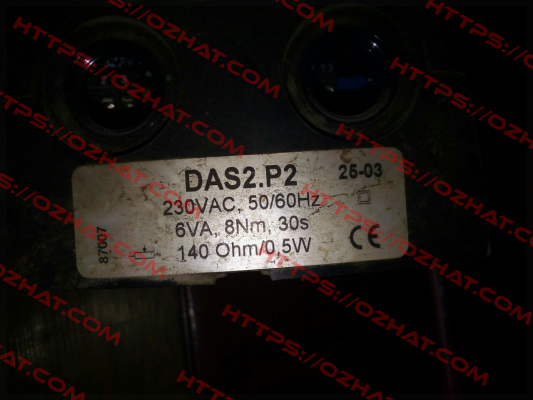 DAS2.P2 25-03
230VAC, 50/60Hz
6VA, 8Nm, 30s
140 Ohm/0.5W
87007
CE
HTTPS://OZHAT.COM